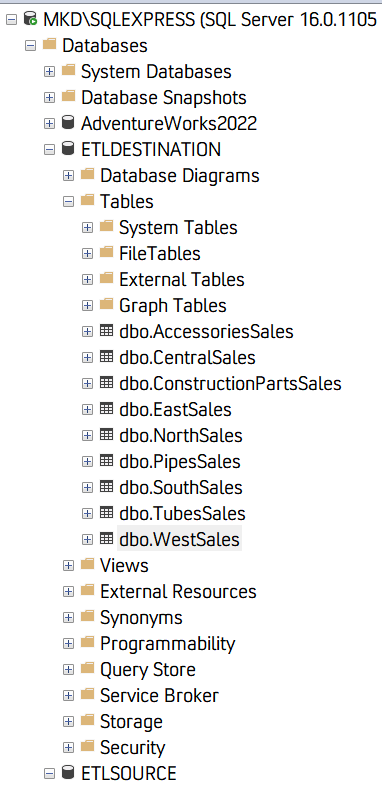 MKD\SQLEXPRESS (SQL Server 16.0.1105
Databases
System Databases
Database Snapshots
AdventureWorks2022
ETLDESTINATION
Database Diagrams
Tables
System Tables
FileTables
External Tables
Graph Tables
dbo.AccessoriesSales
dbo.CentralSales
dbo.ConstructionPartsSales
dbo.EastSales
dbo.NorthSales
dbo.PipesSales
dbo.SouthSales
dbo.TubesSales
dbo.WestSales
Views
External Resources
Synonyms
Programmability
Query Store
Service Broker
Storage
Security
ETLSOURCE